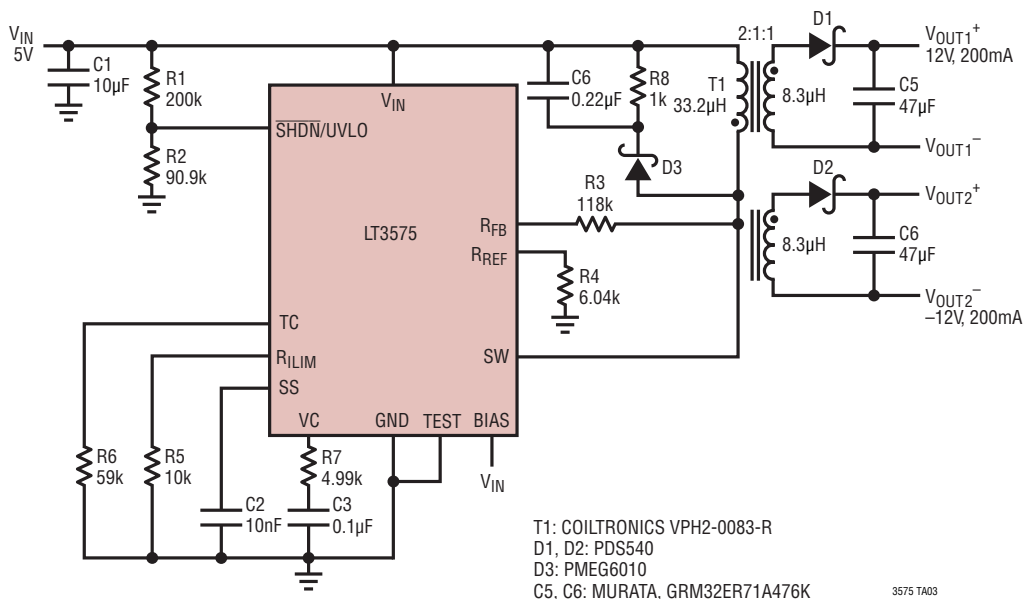 VIN
5V
C1
10µF
R1
200k
R2
90.9k
VIN
SHDN/UVLO
LT3575
RFB
RREF
TC
RILIM
SS
SW
VC
GND
TEST
BIAS
VIN
C6
0.22µF
R8
1k
D3
R3
118k
R4
6.04k
2:1:1
T1
33.2µH
8.3µH
D1
C5
47µF
VOUT1+
12V, 200mA
VOUT1–
D2
8.3µH
C6
47µF
VOUT2+
VOUT2–
–12V, 200mA
R6
59k
R5
10k
C2
10nF
R7
4.99k
C3
0.1µF
T1: COILTRONICS VPH2-0083-R
D1, D2: PDS540
D3: PMEG6010
C5, C6: MURATA, GRM32ER71A476K
3575 TA03